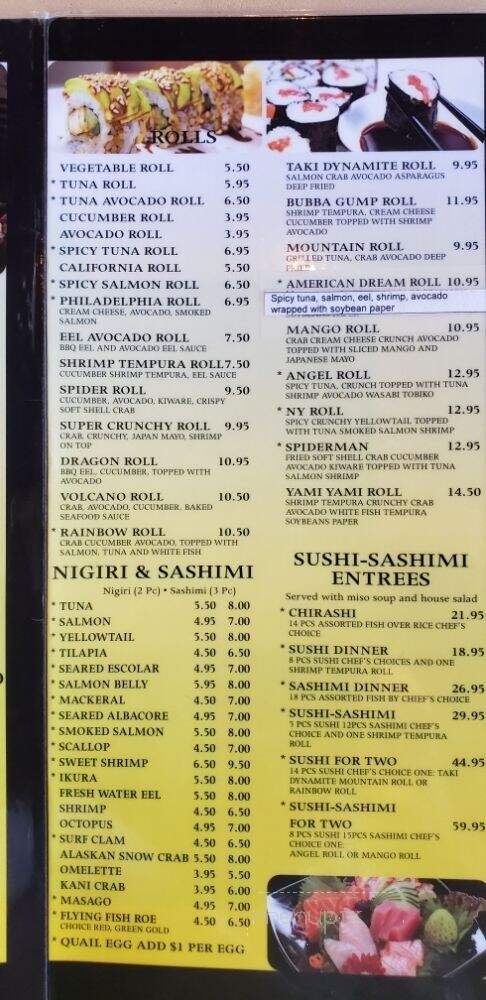 ROLLS
VEGETABLE ROLL 5.50
* TUNA ROLL 5.95
* TUNA AVOCADO ROLL 6.50
CUCUMBER ROLL 3.95
AVOCADO ROLL 3.95
* SPICY TUNA ROLL 6.95
CALIFORNIA ROLL 5.50
* SPICY SALMON ROLL 6.50
* PHILADELPHIA ROLL 6.95
CREAM CHEESE, AVOCADO, SMOKED
SALMON
EEL AVOCADO ROLL 7.50
BBQ EEL AND AVOCADO EEL SAUCE
SHRIMP TEMPURA ROLL 7.50
CUCUMBER SHRIMP TEMPURA, EEL SAUCE
SPIDER ROLL 9.50
CUCUMBER, AVOCADO, KIWARE, CRISPY
SOFT SHELL CRAB
SUPER CRUNCHY ROLL 9.95
CRAB, CRUNCHY, JAPAN MAYO, SHRIMP
ON TOP
DRAGON ROLL 10.95
BBQ EEL, CUCUMBER, TOPPED WITH
AVOCADO
VOLCANO ROLL 10.50
CRAB, AVOCADO, CUCUMBER, BAKED
SEAFOOD SAUCE
* RAINBOW ROLL 10.50
CRAB CUCUMBER AVOCADO, TOPPED WITH
SALMON, TUNA AND WHITE FISH
NIGIRI & SASHIMI
Nigiri (2 Pc) • Sashimi (3 Pc)
* TUNA 5.50 8.00
* SALMON 4.95 7.00
* YELLOWTAIL 5.50 8.00
* TILAPIA 4.50 6.50
* SEARED ESCOLAR 4.95 7.00
* SALMON BELLY 5.95 8.00
* MACKERAL 4.50 7.00
* SEARED ALBACORE 4.95 7.00
* SMOKED SALMON 5.50 8.00
* SCALLOP 4.50 7.00
* SWEET SHRIMP 6.50 9.50
* IKURA 5.50 8.00
FRESH WATER EEL 5.50 8.00
SHRIMP 4.50 6.50
OCTOPUS 4.95 7.00
* SURF CLAM 4.50 6.50
ALASKAN SNOW CRAB 5.50 8.00
OMELETTE 3.95 5.50
KANI CRAB 3.95 6.00
* MASAGO 4.95 7.00
* FLYING FISH ROE 4.50 6.50
CHOICE RED, GREEN GOLD
* QUAIL EGG ADD $1 PER EGG
TAKI DYNAMITE ROLL 9.95
SALMON CRAB AVOCADO ASPARAGUS
DEEP FRIED
BUBBA GUMP ROLL 11.95
SHRIMP TEMPURA, CREAM CHEESE
CUCUMBER TOPPED WITH SHRIMP
AVOCADO
MOUNTAIN ROLL 9.95
GRILLED TUNA, CRAB AVOCADO DEEP
FRIED
* AMERICAN DREAM ROLL 10.95
Spicy tuna, salmon, eel, shrimp, avocado
wrapped with soybean paper
MANGO ROLL 10.95
CRAB CREAM CHEESE CRUNCH AVOCADO
TOPPED WITH SLICED MANGO AND
JAPANESE MAYO
* ANGEL ROLL 12.95
SPICY TUNA, CRUNCH TOPPED WITH TUNA
SHRIMP AVOCADO WASABI TOBIKO
* NY ROLL 12.95
SPICY CRUNCHY YELLOWTAIL TOPPED
WITH TUNA SMOKED SALMON SHRIMP
* SPIDERMAN 12.95
FRIED SOFT SHELL CRAB CUCUMBER
AVOCADO KIWARE TOPPED WITH TUNA
SALMON SHRIMP
YAMI YAMI ROLL 14.50
SHRIMP TEMPURA CRUNCHY CRAB
AVOCADO WHITE FISH TEMPURA
SOYBEANS PAPER
SUSHI-SASHIMI
ENTREES
Served with miso soup and house salad
* CHIRASHI 21.95
14 PCS ASSORTED FISH OVER RICE CHEF'S
CHOICE
* SUSHI DINNER 18.95
8 PCS SUSHI CHEF'S CHOICES AND ONE
SHRIMP TEMPURA ROLL
* SASHIMI DINNER 26.95
18 PCS ASSORTED FISH BY CHIEF'S CHOICE
* SUSHI-SASHIMI 29.95
5 PCS SUSHI 12PCS SASHIMI CHEF'S
CHOICE AND ONE SHRIMP TEMPURA
ROLL
* SUSHI FOR TWO 44.95
14 PCS SUSHI CHEF'S CHOICE ONE: TAKI
DYNAMITE MOUNTAIN ROLL OR
RAINBOW ROLL
* SUSHI-SASHIMI
FOR TWO 59.95
8 PCS SUSHI 15PCS SASHIMI CHEF'S
CHOICE ONE:
ANGEL ROLL OR MANGO ROLL